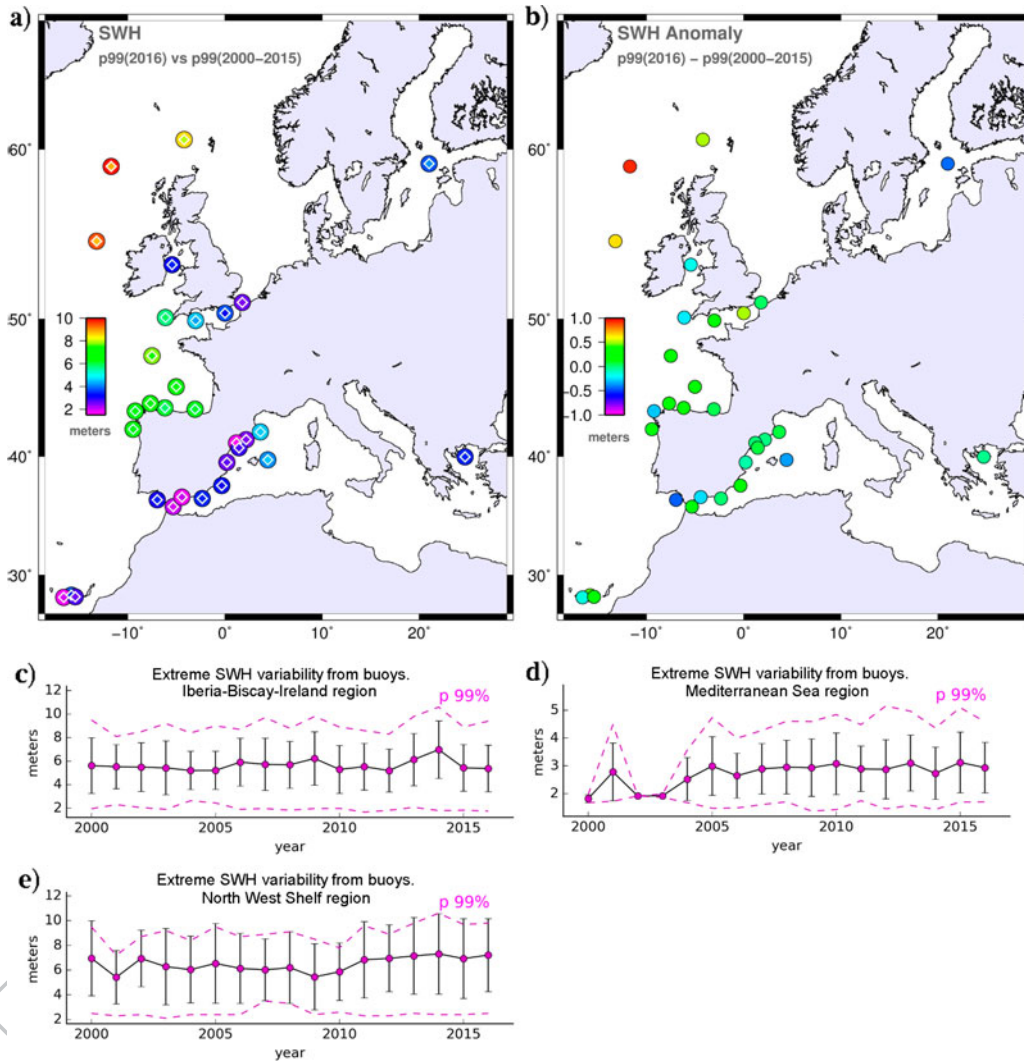 a)
SWH
p99(2016) vs p99(2000−2015)
60˚
50˚
40˚
30˚
10
8
6
4
2
meters
−10˚ 0˚ 10˚ 20˚
b)
SWH Anomaly
p99(2016) − p99(2000−2015)
60˚
50˚
40˚
30˚
1.0
0.5
0.0
−0.5
−1.0
meters
−10˚ 0˚ 10˚ 20˚
c)
Extreme SWH variability from buoys.
Iberia-Biscay-Ireland region
p 99%
12
10
8
6
4
2
meters
2000 2005 2010 2015
year
d)
Extreme SWH variability from buoys.
Mediterranean Sea region
p 99%
5
4
3
2
meters
2000 2005 2010 2015
year
e)
Extreme SWH variability from buoys.
North West Shelf region
p 99%
12
10
8
6
4
2
meters
2000 2005 2010 2015
year